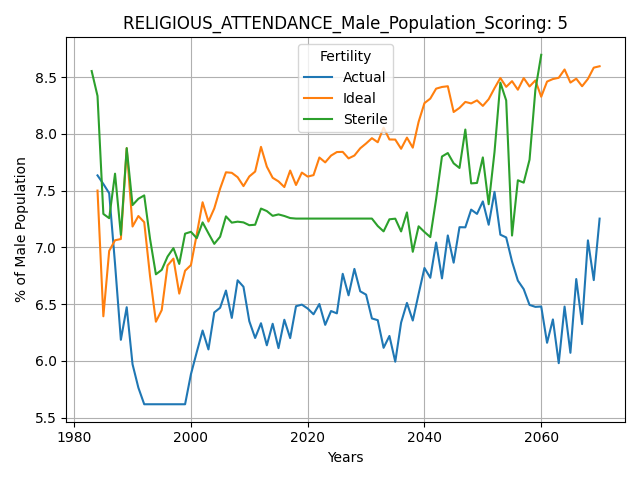 RELIGIOUS_ATTENDANCE_Male_Population_Scoring: 5
Fertility
Actual
Ideal
Sterile
% of Male Population
8.5
8.0
7.5
7.0
6.5
6.0
5.5
1980
2000
2020
2040
2060
Years